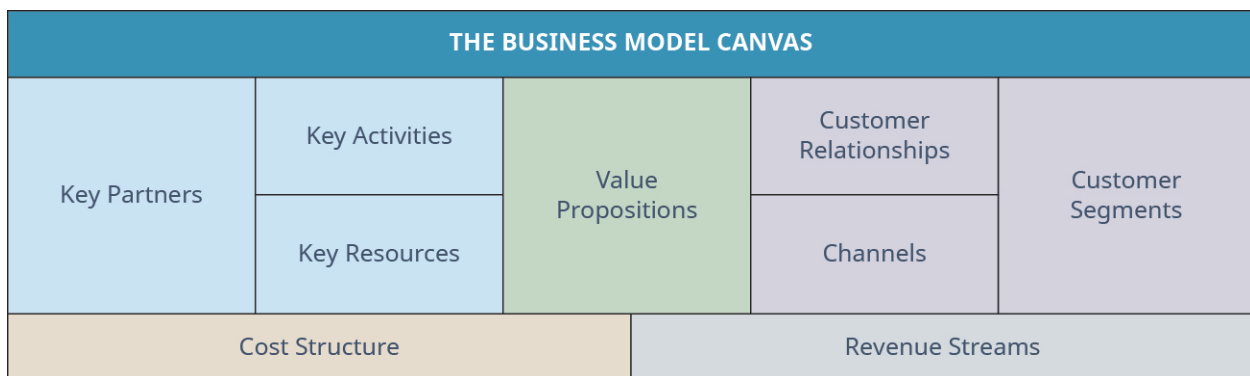 THE BUSINESS MODEL CANVAS
Key Partners
Key Activities
Key Resources
Value
Propositions
Customer
Relationships
Channels
Customer
Segments
Cost Structure
Revenue Streams